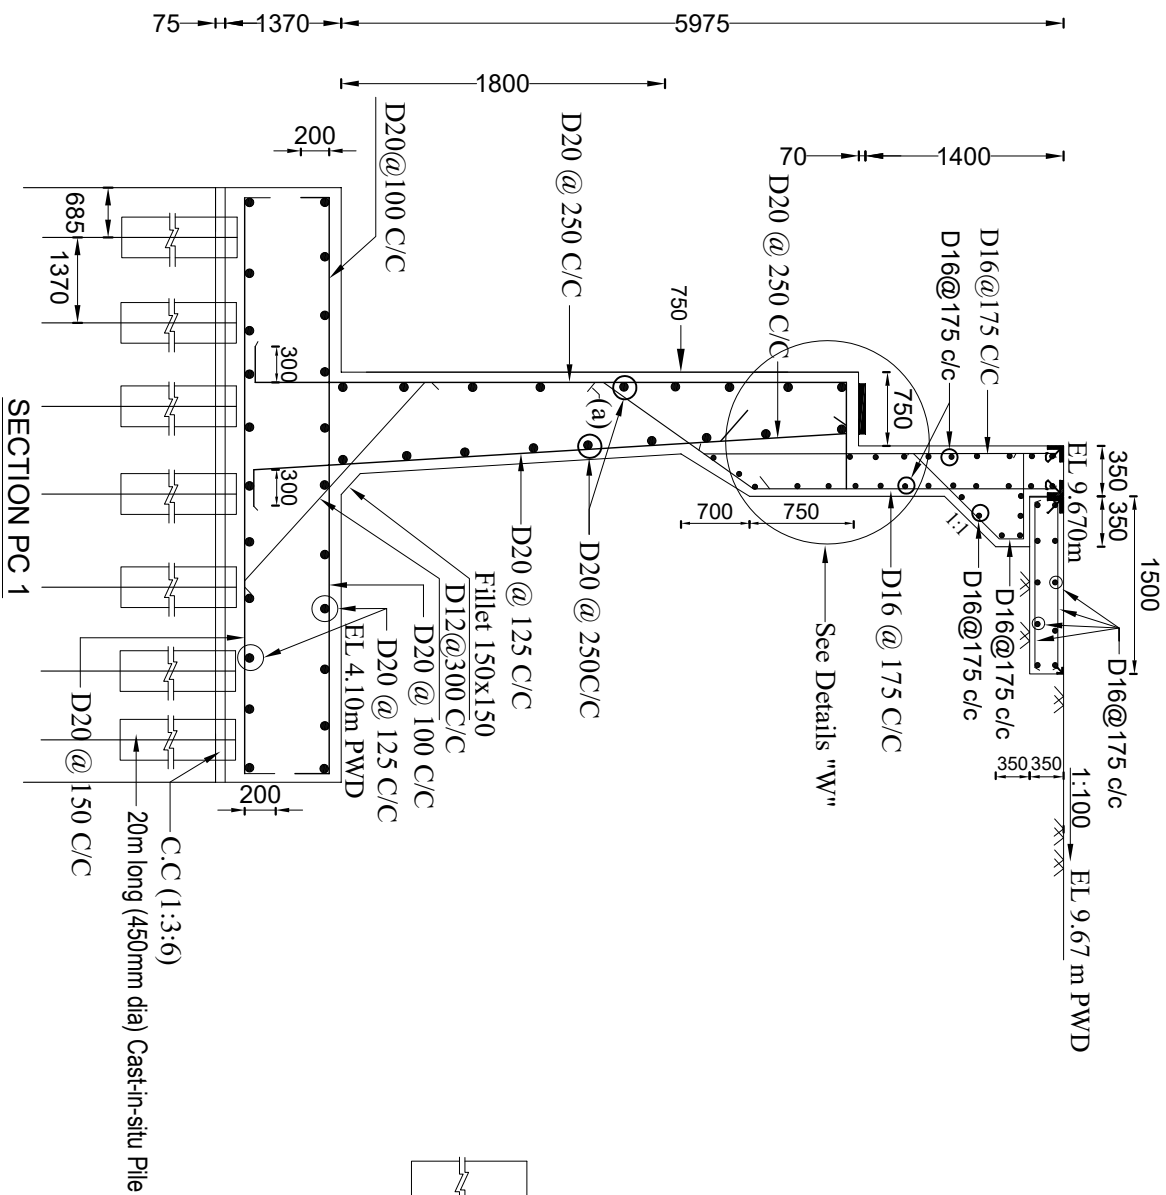 75
1370
5975
1800
200
D20@100 C/C
D20 @ 250 C/C
70
1400
D20 @ 250 C/C
D16@175 c/c
D16@175 C/C
750
750
EL 9.670m
350
350
1500
685
1370
300
300
(a)
700
750
1:1
D16@175 c/c
D16@175 c/c
D16@175 c/c
350
350
1:100
EL 9.67 m PWD
See Details "W"
D16 @ 175 C/C
D20 @ 250C/C
D20 @ 125 C/C
Fillet 150x150
D12@300 C/C
D20 @ 100 C/C
D20 @ 125 C/C
EL 4.10m PWD
200
D20 @ 150 C/C
C.C (1:3:6)
20m long (450mm dia) Cast-in-situ Pile
SECTION PC 1